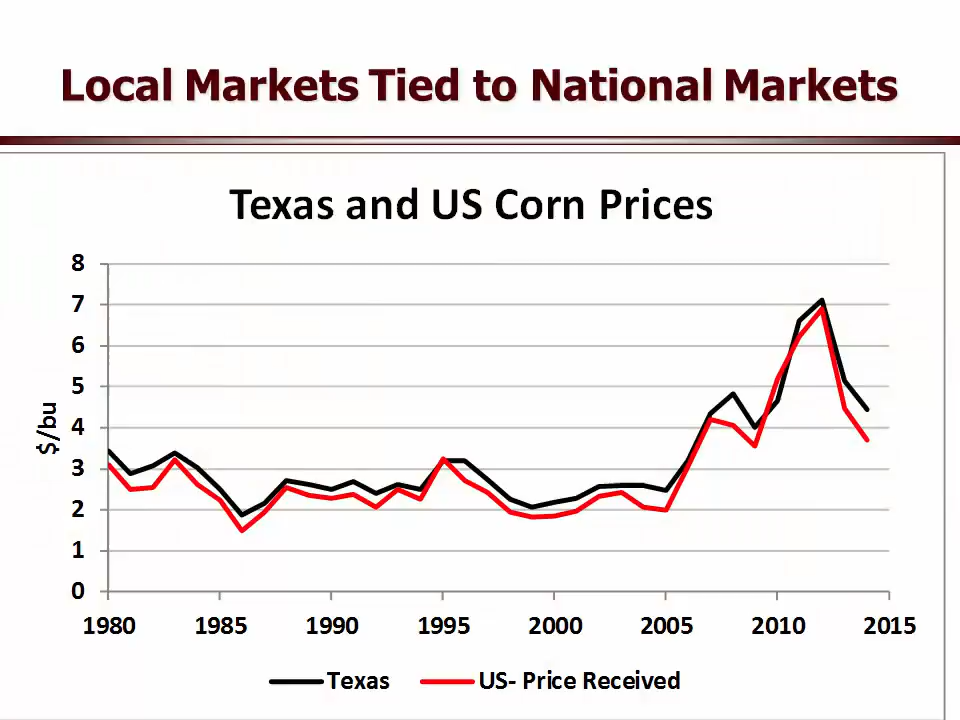 Local Markets Tied to National Markets
Texas and US Corn Prices
8
7
6
5
4
3
2
1
0
$/bu
1980 1985 1990 1995 2000 2005 2010 2015
Texas US- Price Received